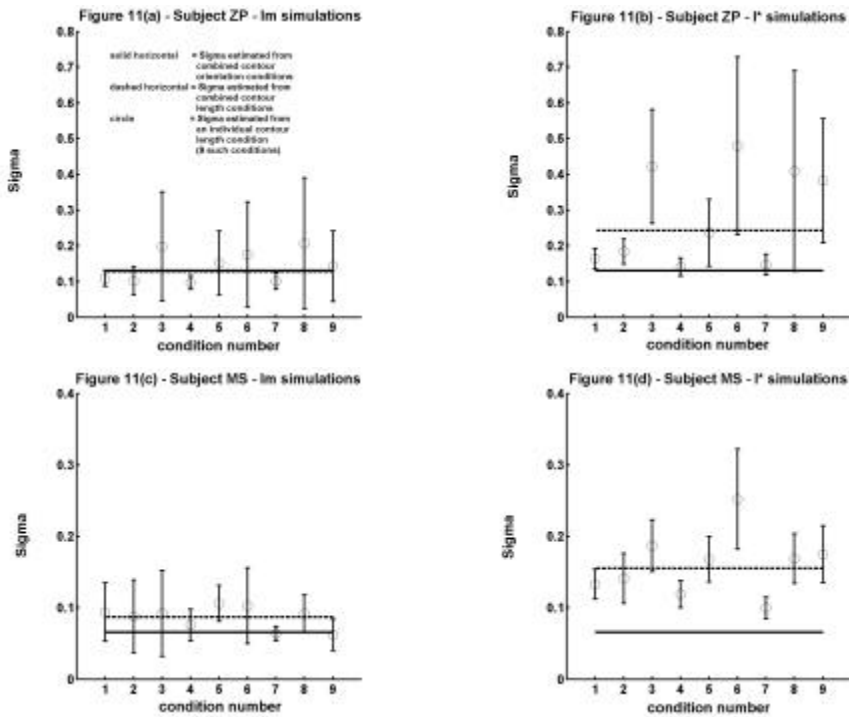 Figure 11(a) - Subject ZP - Im simulations
0.8
0.7
0.6
0.5
0.4
0.3
0.2
0.1
0
Sigma
solid horizontal = Sigma estimated from
combined contour
orientation conditions
dashed horizontal = Sigma estimated from
combined contour
length conditions
circle = Sigma estimated from
an individual contour
length condition
(9 such conditions)
1 2 3 4 5 6 7 8 9
condition number
Figure 11(b) - Subject ZP - I* simulations
0.8
0.7
0.6
0.5
0.4
0.3
0.2
0.1
0
Sigma
1 2 3 4 5 6 7 8 9
condition number
Figure 11(c) - Subject MS - Im simulations
0.4
0.3
0.2
0.1
0
Sigma
1 2 3 4 5 6 7 8 9
condition number
Figure 11(d) - Subject MS - I* simulations
0.4
0.3
0.2
0.1
0
Sigma
1 2 3 4 5 6 7 8 9
condition number